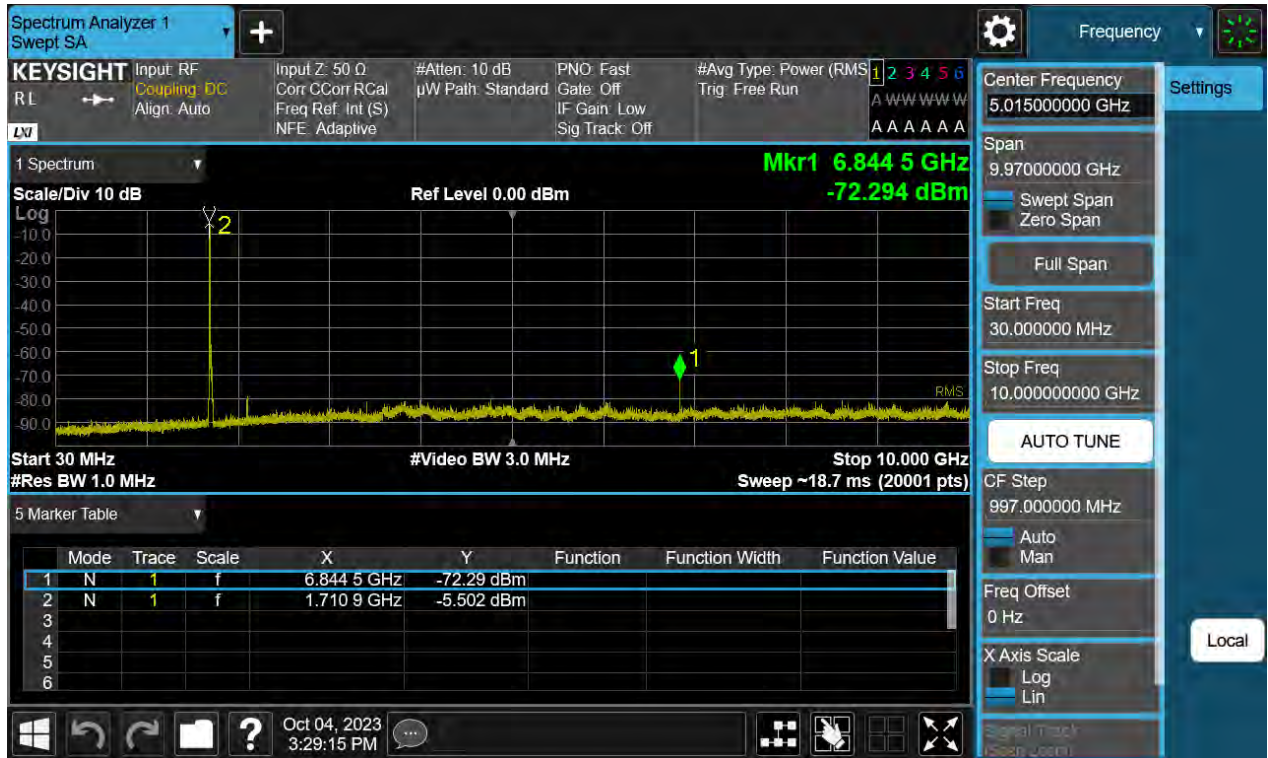 Spectrum Analyzer 1
Swept SA
+
Frequency
KEYSIGHT
RL
LXI
Input: RF
Coupling: DC
Align: Auto
Input Z: 50 Ω
Corr CCorr RCal
Freq Ref: Int (S)
NFE: Adaptive
#Atten: 10 dB
µW Path: Standard
PNO: Fast
Gate: Off
IF Gain: Low
Sig Track: Off
#Avg Type: Power (RMS
Trig: Free Run
1 2 3 4 5 6
A W W W W W
A A A A A A
1 Spectrum
Scale/Div 10 dB
Ref Level 0.00 dBm
Mkr1 6.844 5 GHz
-72.294 dBm
Log
-10.0
-20.0
-30.0
-40.0
-50.0
-60.0
-70.0
-80.0
-90.0
2
1
RMS
Start 30 MHz
#Video BW 3.0 MHz
Stop 10.000 GHz
#Res BW 1.0 MHz
Sweep ~18.7 ms (20001 pts)
5 Marker Table
Mode Trace Scale X Y Function Function Width Function Value
1 N 1 f 6.844 5 GHz -72.29 dBm
2 N 1 f 1.710 9 GHz -5.502 dBm
3
4
5
6
?
Oct 04, 2023
3:29:15 PM
Center Frequency
5.015000000 GHz
Settings
Span
9.97000000 GHz
Swept Span
Zero Span
Full Span
Start Freq
30.000000 MHz
Stop Freq
10.000000000 GHz
AUTO TUNE
CF Step
997.000000 MHz
Auto
Man
Freq Offset
0 Hz
X Axis Scale
Log
Lin
Local
Signal Track
(Span Zoom)